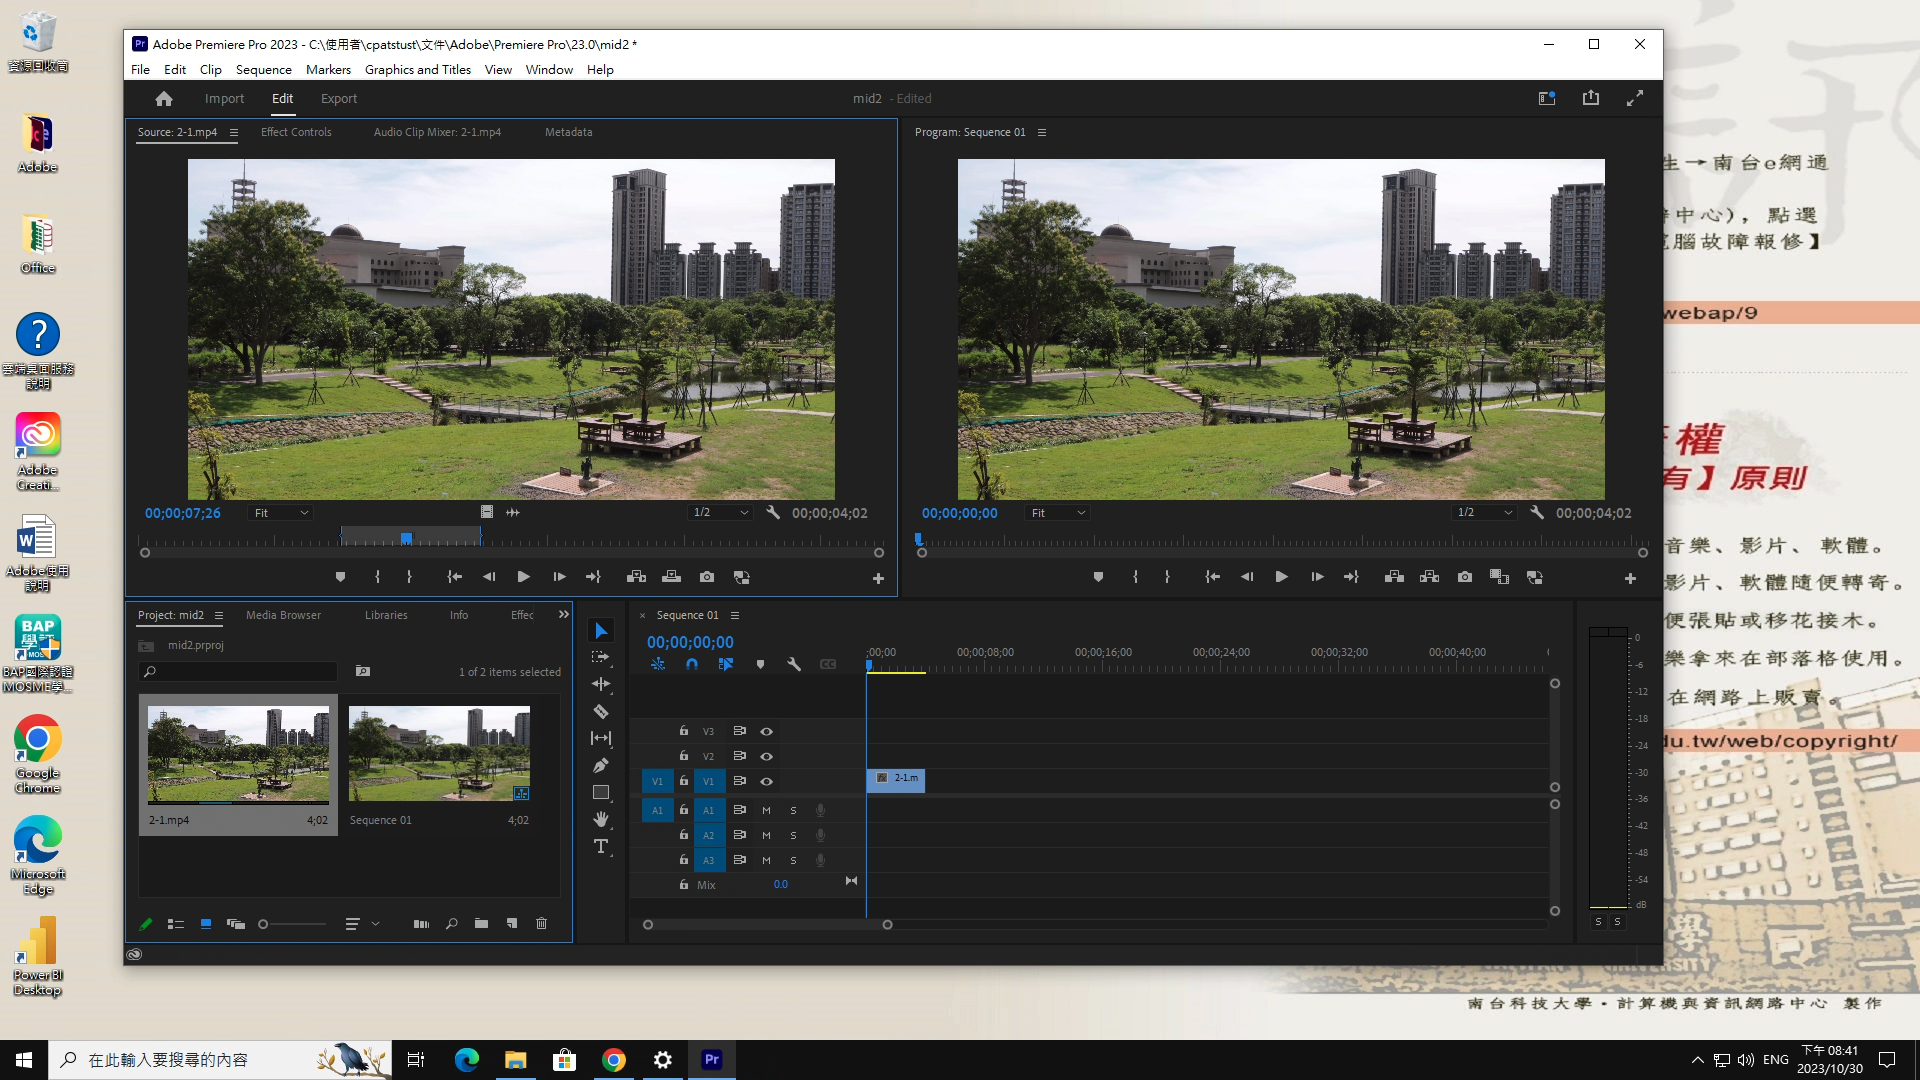 資源回收筒
Adobe
Office
雲端桌面服務
說明
Adobe
Creati...
Adobe使用
說明
BAP國際認證
MOSME學...
Google
Chrome
Microsoft
Edge
Power BI
Desktop
Adobe Premiere Pro 2023 - C:\使用者\cpatstust\文件\Adobe\Premiere Pro\23.0\mid2 *
File Edit Clip Sequence Markers Graphics and Titles View Window Help
Import Edit Export
mid2 - Edited
Source: 2-1.mp4 Effect Controls Audio Clip Mixer: 2-1.mp4 Metadata
Program: Sequence 01
00;00;07;26 Fit 1/2 00;00;04;02
00;00;00;00 Fit 1/2 00;00;04;02
Project: mid2 Media Browser Libraries Info Effec
mid2.prproj
1 of 2 items selected
2-1.mp4 4;02
Sequence 01 4;02
× Sequence 01
00;00;00;00
;00;00 00;00;08;00 00;00;16;00 00;00;24;00 00;00;32;00 00;00;40;00
V3
V2
V1 V1
2-1.m
A1 A1 M S
A2 M S
A3 M S
Mix 0.0
0
-6
-12
-18
-24
-30
-36
-42
-48
-54
dB
S S
生→南台e網通
中心)，點選
腦故障報修】
webap/9
權
有】原則
音樂、影片、軟體。
影片、軟體隨便轉寄。
便張貼或移花接木。
樂拿來在部落格使用。
在網路上販賣。
du.tw/web/copyright/
南台科技大學・計算機與資訊網路中心 製作
在此輸入要搜尋的內容
ENG
下午 08:41
2023/10/30